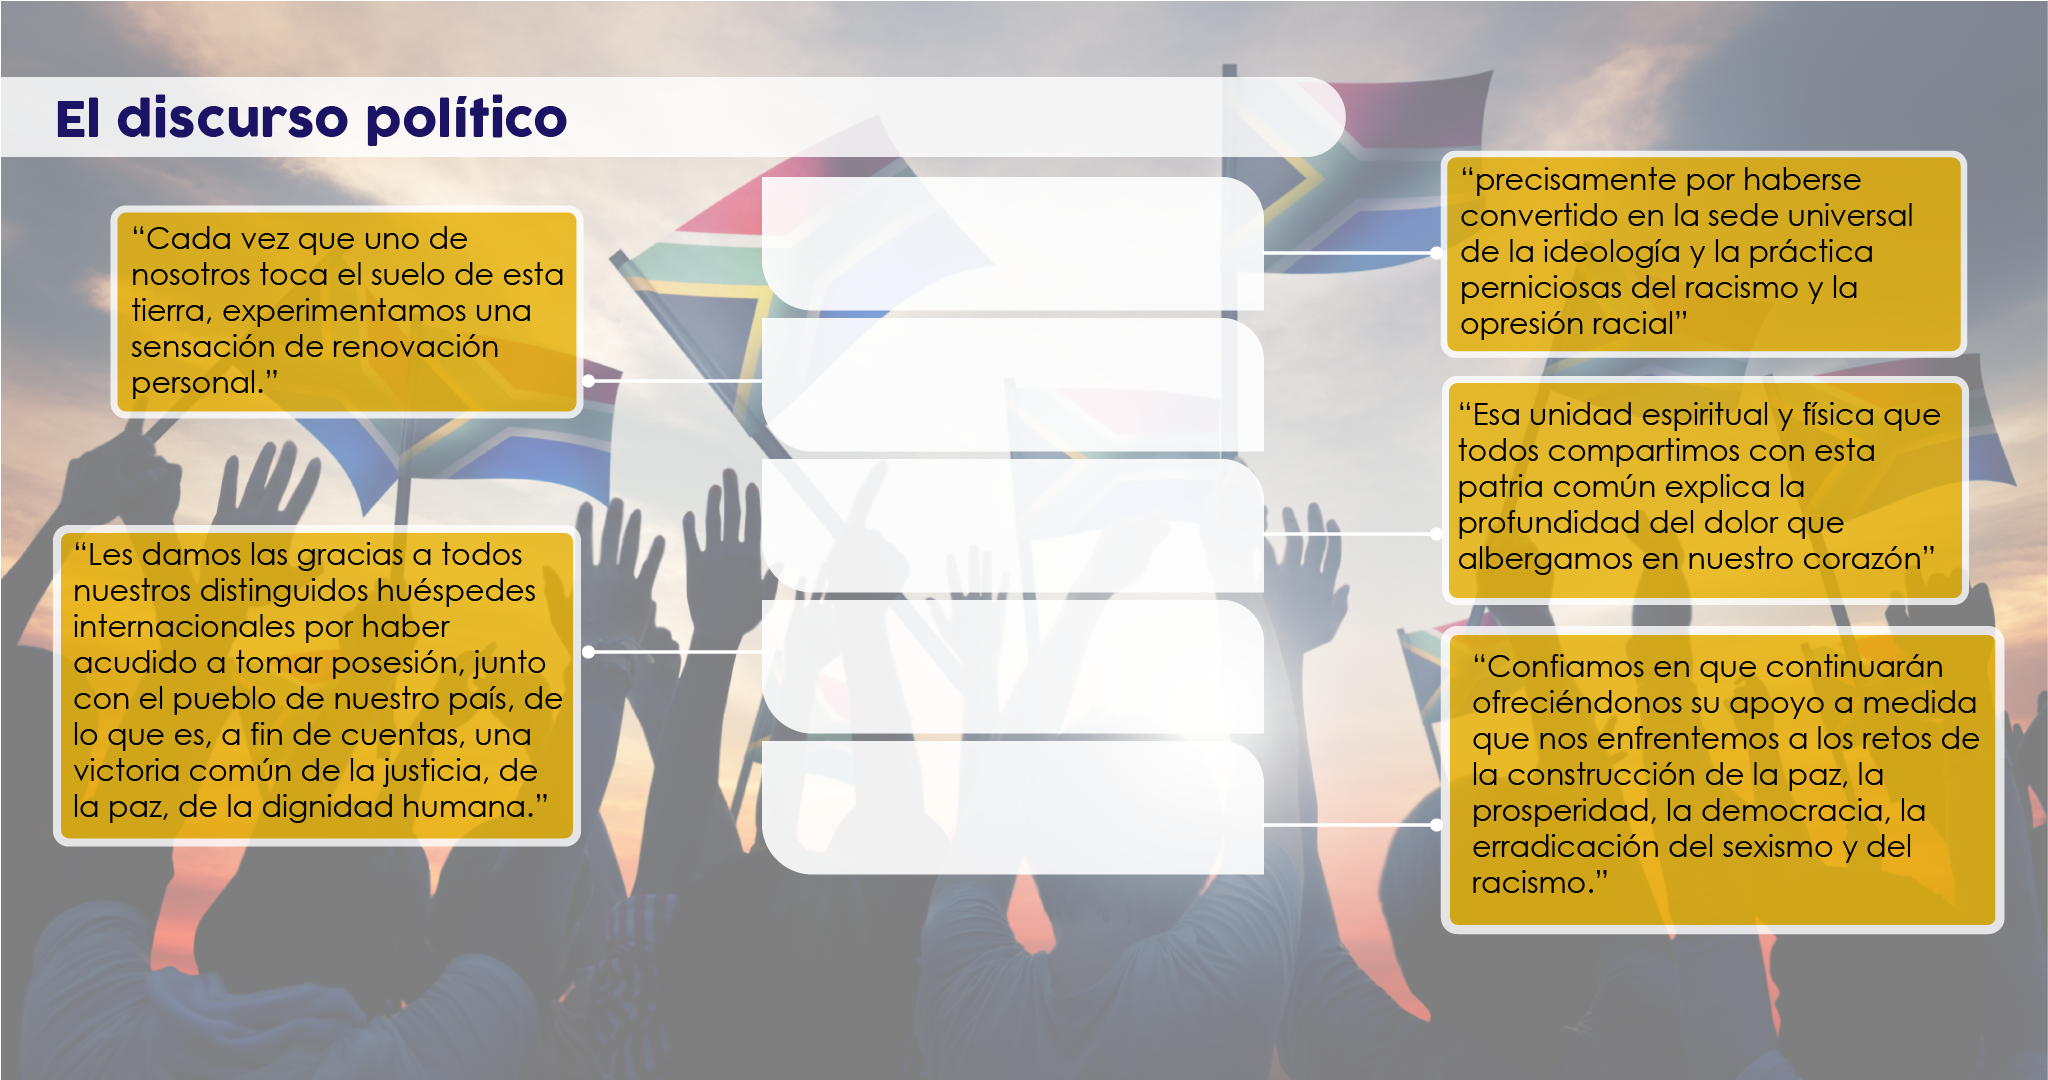 El discurso político
“Cada vez que uno de
nosotros toca el suelo de esta
tierra, experimentamos una
sensación de renovación
personal.”
“Les damos las gracias a todos
nuestros distinguidos huéspedes
internacionales por haber
acudido a tomar posesión, junto
con el pueblo de nuestro país, de
lo que es, a fin de cuentas, una
victoria común de la justicia, de
la paz, de la dignidad humana.”
“precisamente por haberse
convertido en la sede universal
de la ideología y la práctica
perniciosas del racismo y la
opresión racial”
“Esa unidad espiritual y física que
todos compartimos con esta
patria común explica la
profundidad del dolor que
albergamos en nuestro corazón”
“Confiamos en que continuarán
ofreciéndonos su apoyo a medida
que nos enfrentemos a los retos de
la construcción de la paz, la
prosperidad, la democracia, la
erradicación del sexismo y del
racismo.”